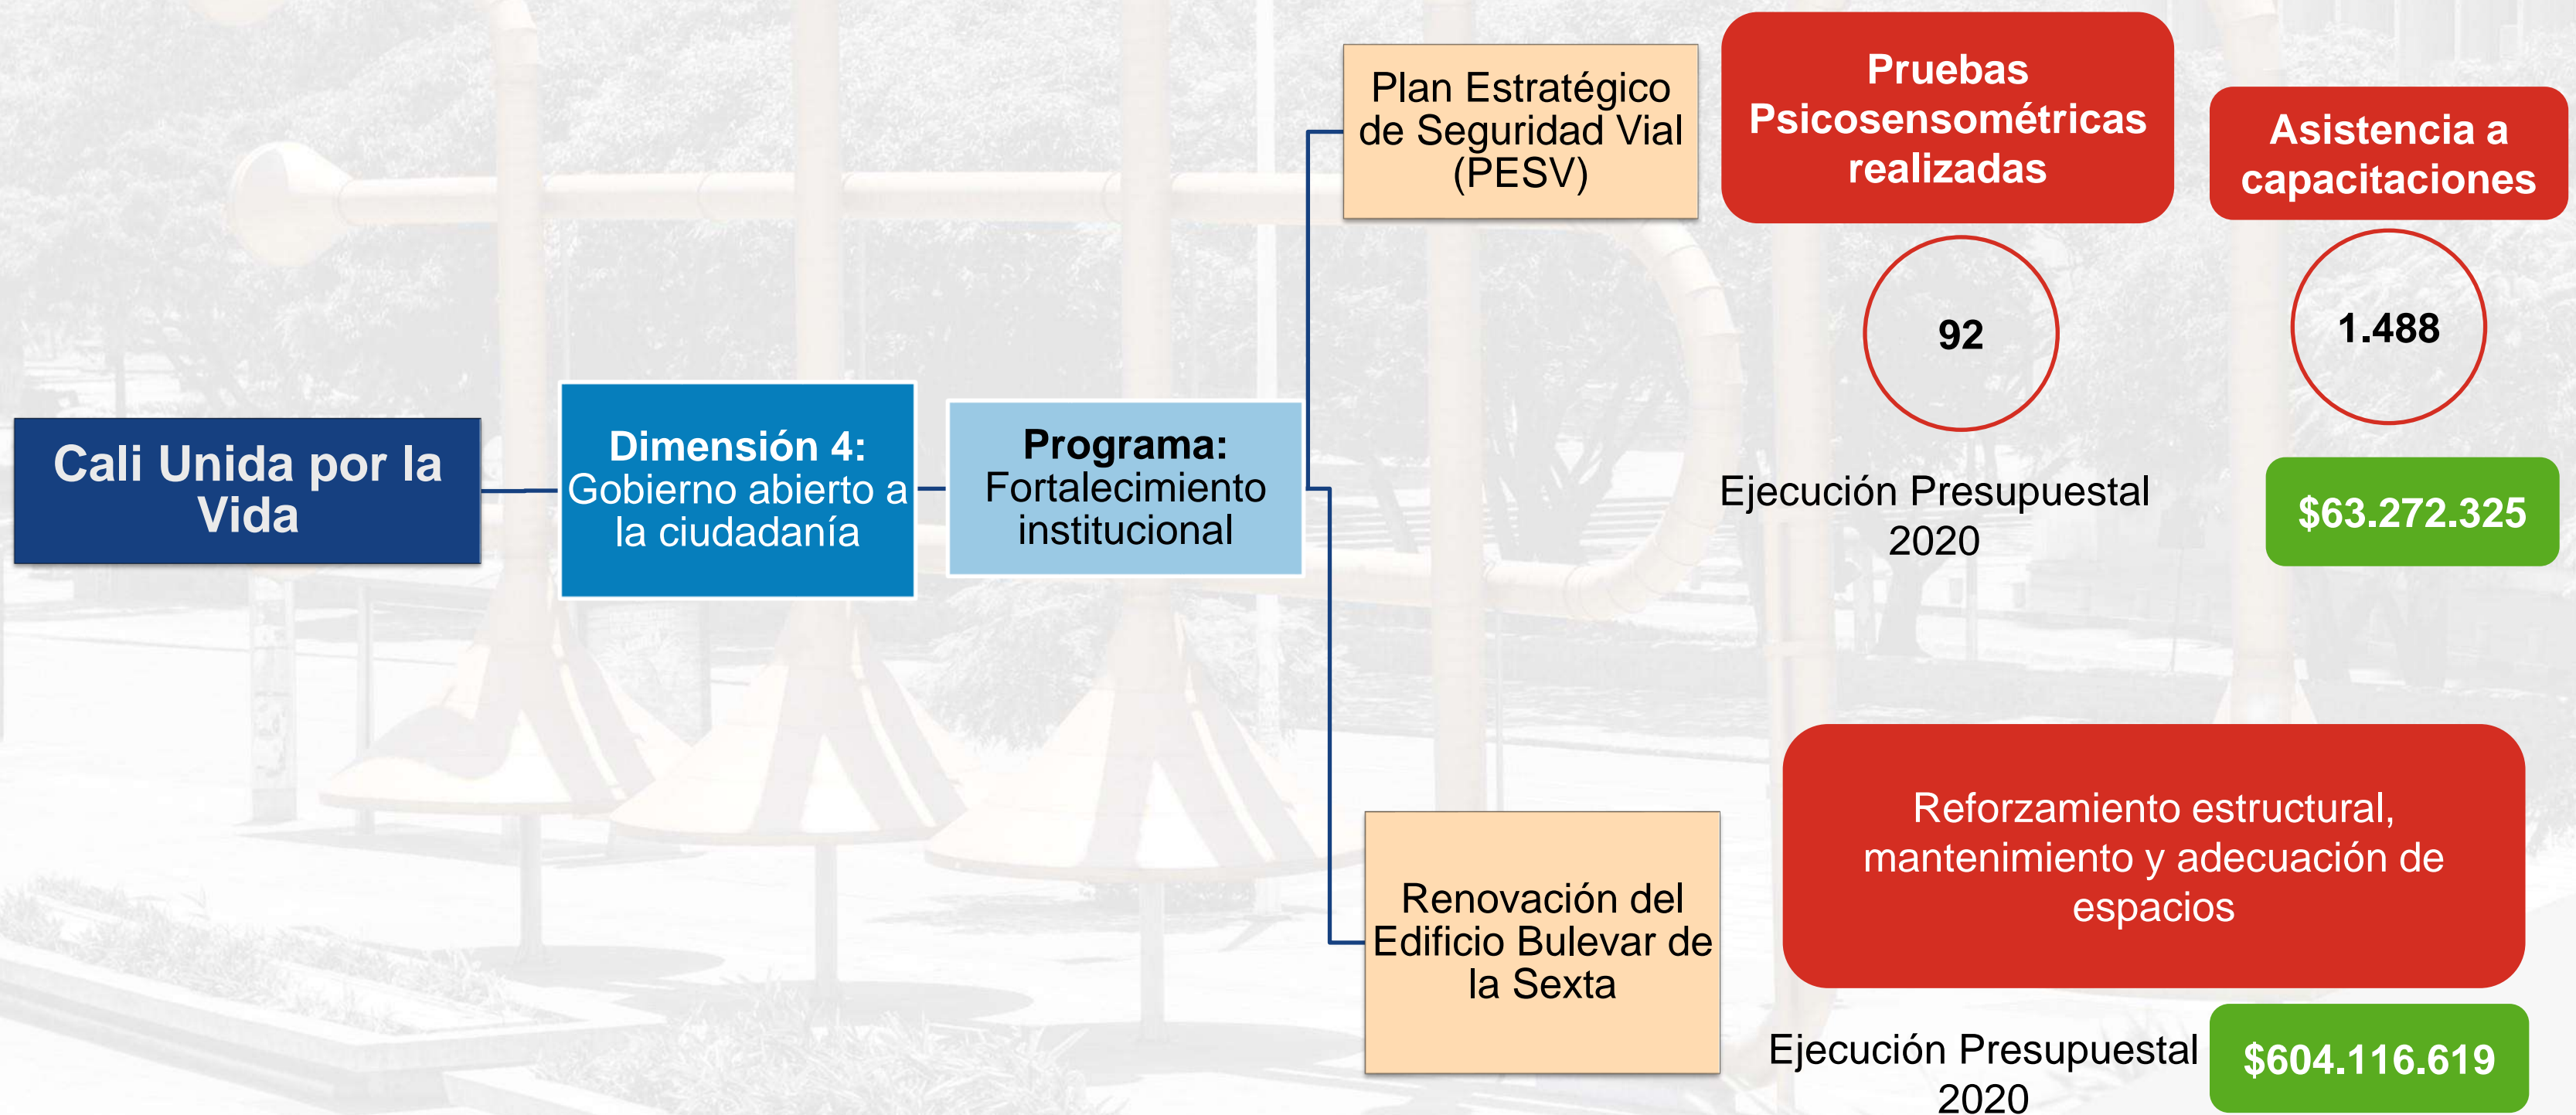 Cali Unida por la
Vida
Dimensión 4:
Gobierno abierto a
la ciudadanía
Programa:
Fortalecimiento
institucional
Plan Estratégico
de Seguridad Vial
(PESV)
Pruebas
Psicosensométricas
realizadas
92
Asistencia a
capacitaciones
1.488
Ejecución Presupuestal
2020
$63.272.325
Renovación del
Edificio Bulevar de
la Sexta
Reforzamiento estructural,
mantenimiento y adecuación de
espacios
Ejecución Presupuestal
2020
$604.116.619